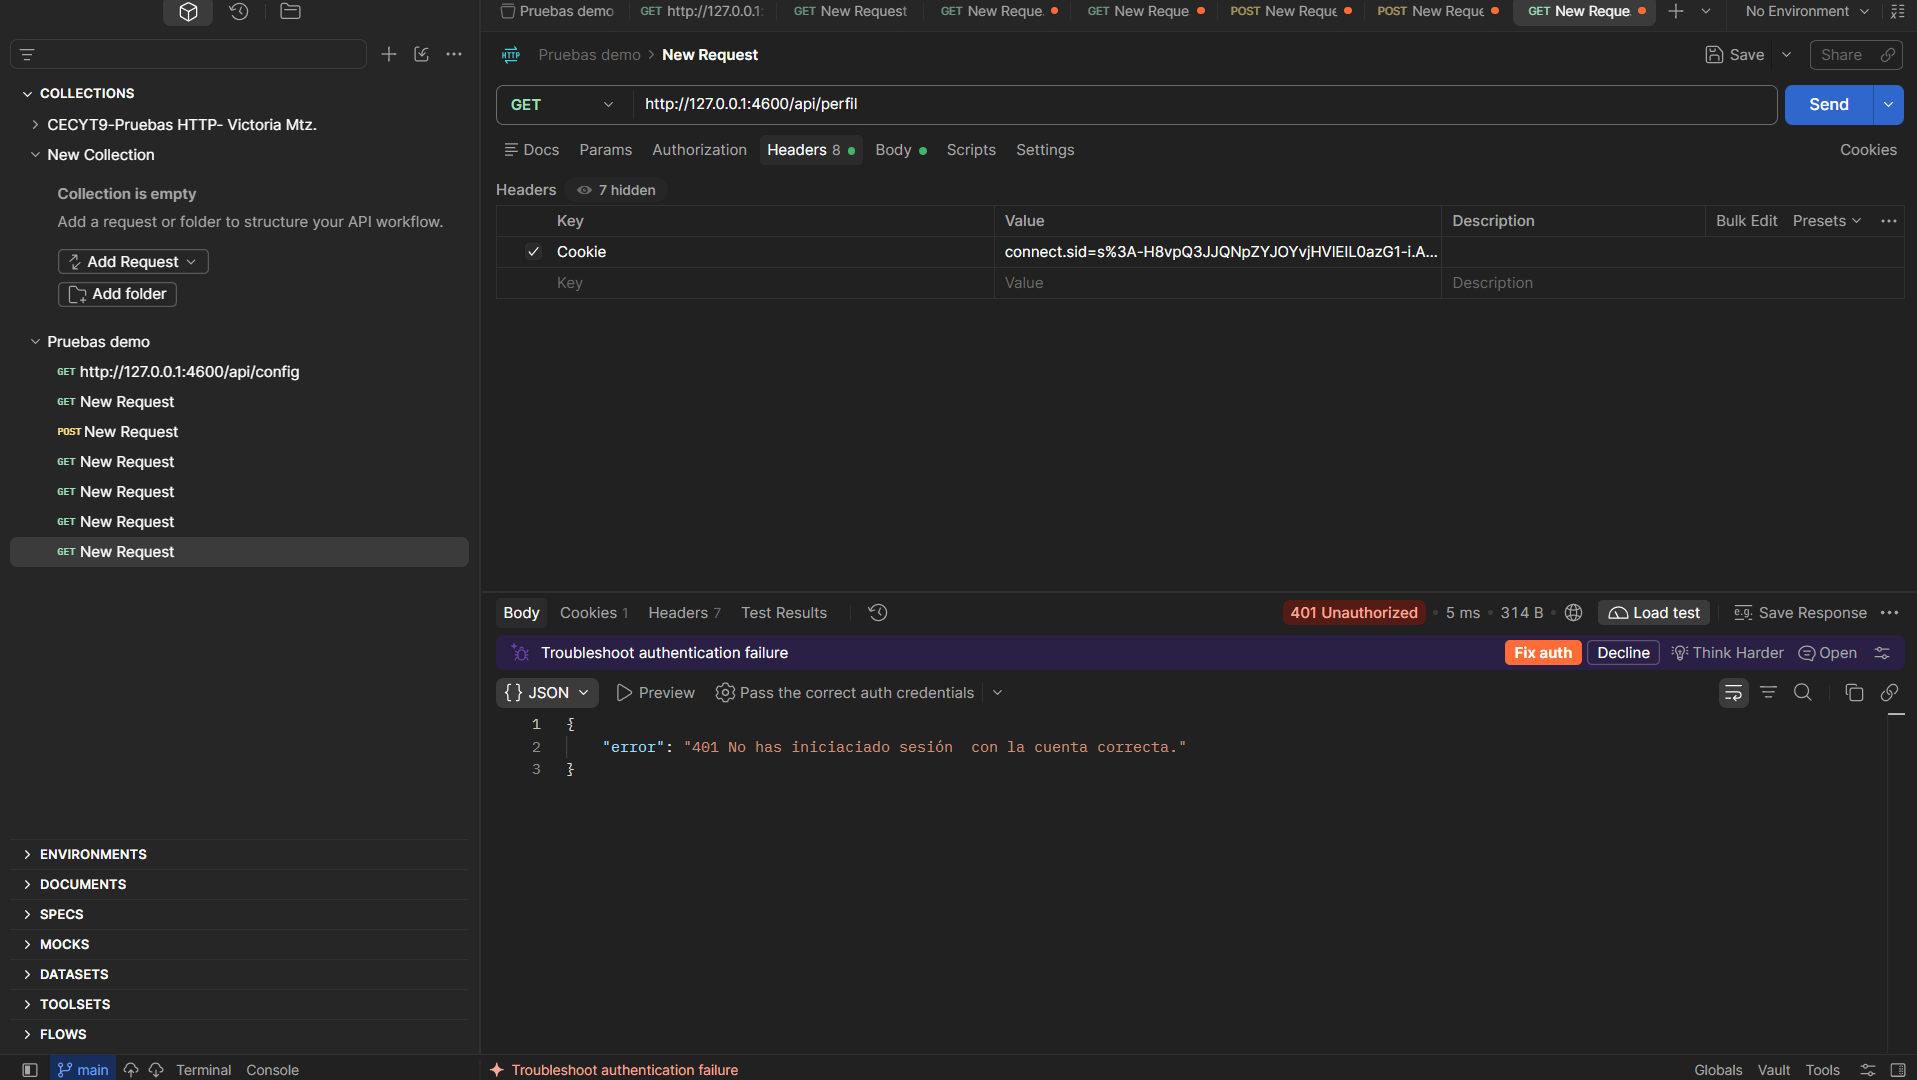 Pruebas demo
GET http://127.0.0.1:
GET New Request
GET New Reque.
GET New Reque
POST New Reque
POST New Reque
GET New Reque.
No Environment
Pruebas demo > New Request
Save
Share
COLLECTIONS
CECYT9-Pruebas HTTP- Victoria Mtz.
New Collection
Collection is empty
Add a request or folder to structure your API workflow.
Add Request
Add folder
Pruebas demo
GET http://127.0.0.1:4600/api/config
GET New Request
POST New Request
GET New Request
GET New Request
GET New Request
GET New Request
ENVIRONMENTS
DOCUMENTS
SPECS
MOCKS
DATASETS
TOOLSETS
FLOWS
HTTP
GET
http://127.0.0.1:4600/api/perfil
Send
Docs Params Authorization Headers 8 Body Scripts Settings Cookies
Headers 7 hidden
Key Value Description Bulk Edit Presets
Cookie connect.sid=s%3A-H8vpQ3JJQNpZYJOYvjHVlElL0azG1-i.A...
Key Value Description
Body Cookies 1 Headers 7 Test Results
401 Unauthorized • 5 ms • 314 B • Load test e.g. Save Response
Troubleshoot authentication failure
Fix auth Decline Think Harder Open
{} JSON Preview Pass the correct auth credentials
1 {
2 "error": "401 No has iniciaciado sesión  con la cuenta correcta."
3 }
main Terminal Console
Troubleshoot authentication failure
Globals Vault Tools